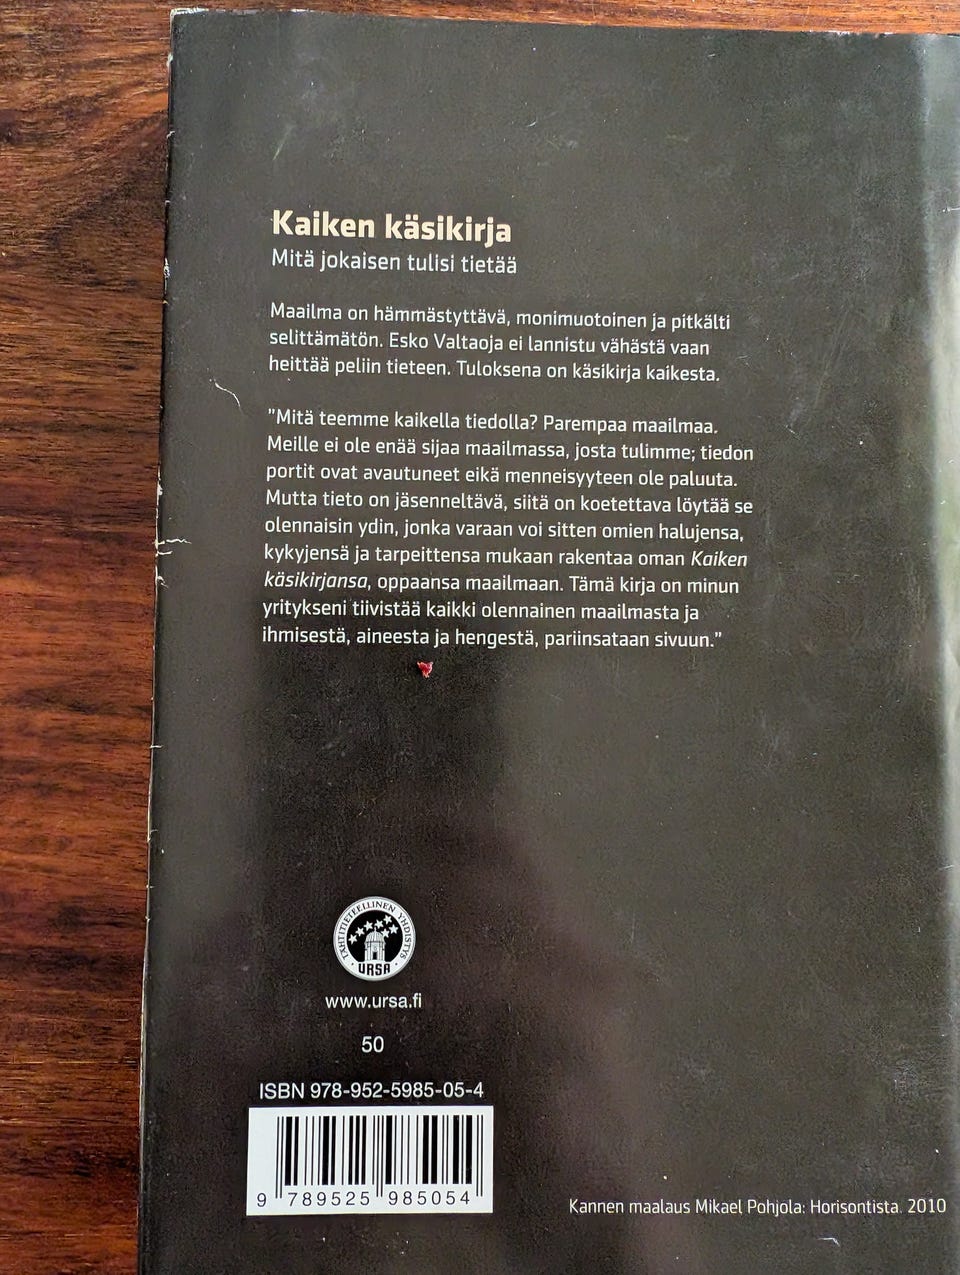 Kaiken käsikirja
Mitä jokaisen tulisi tietää
Maailma on hämmästyttävä, monimuotoinen ja pitkälti
selittämätön. Esko Valtaoja ei lannistu vähästä vaan
heittää peliin tieteen. Tuloksena on käsikirja kaikesta.
”Mitä teemme kaikella tiedolla? Parempaa maailmaa.
Meille ei ole enää sijaa maailmassa, josta tulimme; tiedon
portit ovat avautuneet eikä menneisyyteen ole paluuta.
Mutta tieto on jäsenneltävä, siitä on koetettava löytää se
olennaisin ydin, jonka varaan voi sitten omien halujensa,
kykyjensä ja tarpeittensa mukaan rakentaa oman Kaiken
käsikirjansa, oppaansa maailmaan. Tämä kirja on minun
yritykseni tiivistää kaikki olennainen maailmasta ja
ihmisestä, aineesta ja hengestä, pariinsataan sivuun.”
TÄHTITIETEELLINEN YHDISTYS
URSA
www.ursa.fi
50
ISBN 978-952-5985-05-4
9 789525 985054
Kannen maalaus Mikael Pohjola: Horisontista. 2010